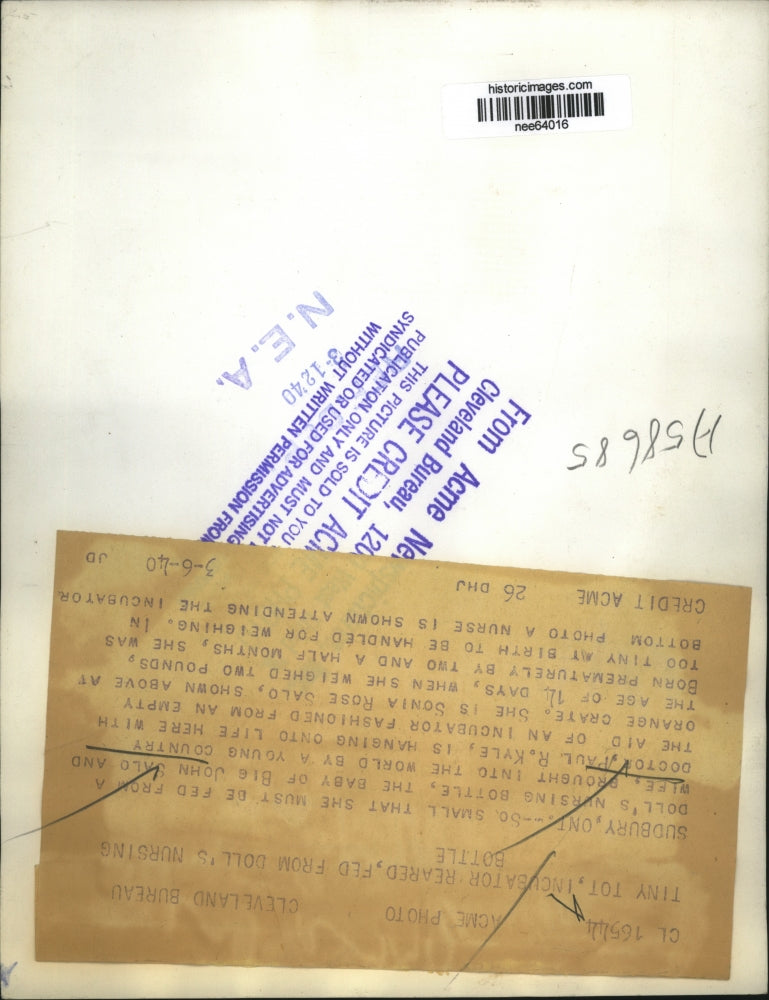 historicimages.com
nee64016
N.E.A.
3-1240
From Acme Ne
Cleveland Bureau, 120
PLEASE CREDIT AC
THIS PICTURE IS SOLD TO YOU
PUBLICATION ONLY AND MUST NOT
SYNDICATED OR USED FOR ADVERTISING
WITHOUT WRITTEN PERMISSION FROM
A58685
CL 16544 ACME PHOTO CLEVELAND BUREAU
TINY TOT, INCUBATOR REARED, FED FROM DOLL'S NURSING
BOTTLE
SUDBURY, ONT.--SO SMALL THAT SHE MUST BE FED FROM A
DOLL'S NURSING BOTTLE, THE BABY OF BIG JOHN SALO AND
WIFE, BROUGHT INTO THE WORLD BY A YOUNG COUNTRY
DOCTOR, PAUL R.KYLE, IS HANGING ONTO LIFE HERE WITH
THE AID OF AN INCUBATOR FASHIONED FROM AN EMPTY
ORANGE CRATE. SHE IS SONIA ROSE SALO, SHOWN ABOVE AT
THE AGE OF 14 DAYS, WHEN SHE WEIGHED TWO POUNDS,
BORN PREMATURELY BY TWO AND A HALF MONTHS, SHE WAS
TOO TINY AT BIRTH TO BE HANDLED FOR WEIGHING. IN
BOTTOM PHOTO A NURSE IS SHOWN ATTENDING THE INCUBATOR
CREDIT ACME 26 DHJ 3-6-40 JD